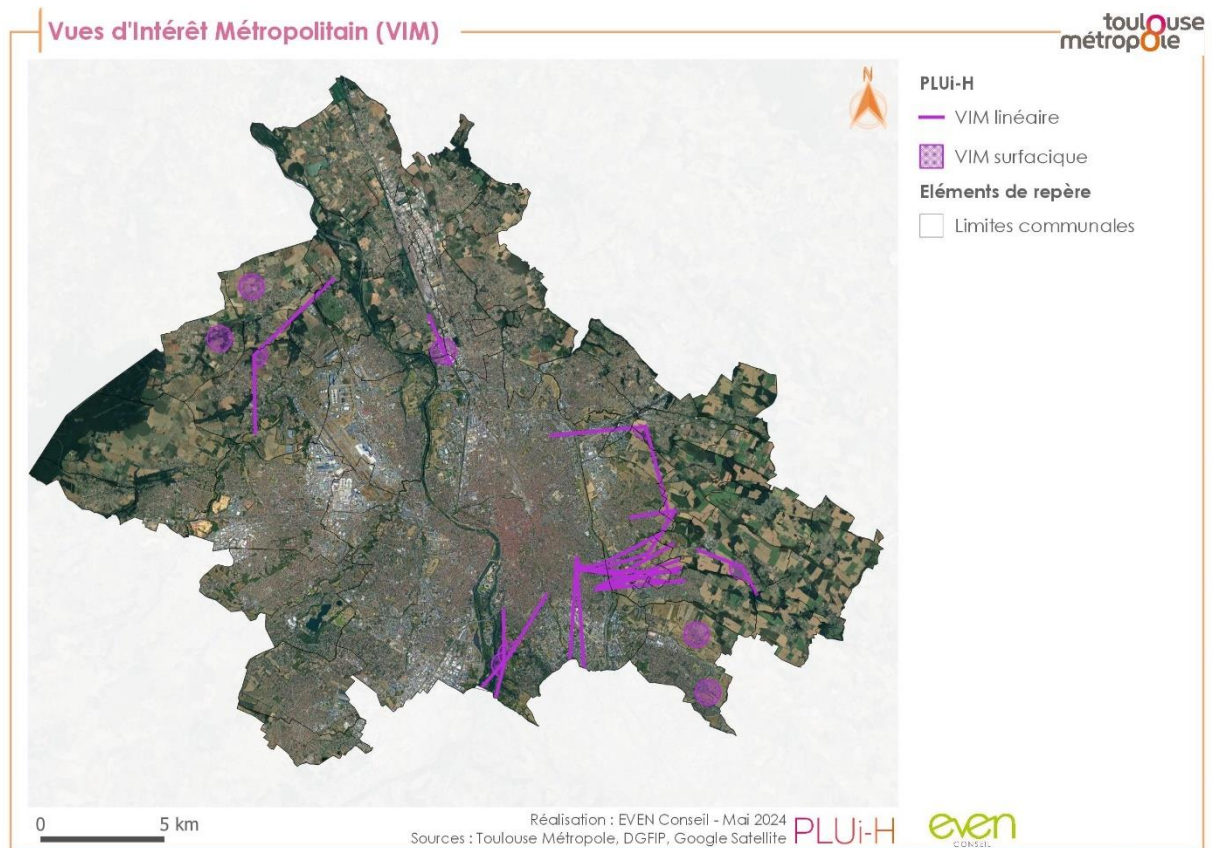 Vues d'Intérêt Métropolitain (VIM)
toulouse
métropole
N
PLUi-H
VIM linéaire
VIM surfacique
Eléments de repère
Limites communales
0 5 km
Réalisation : EVEN Conseil - Mai 2024
Sources : Toulouse Métropole, DGFIP, Google Satellite
PLUi-H
even
CONSEIL